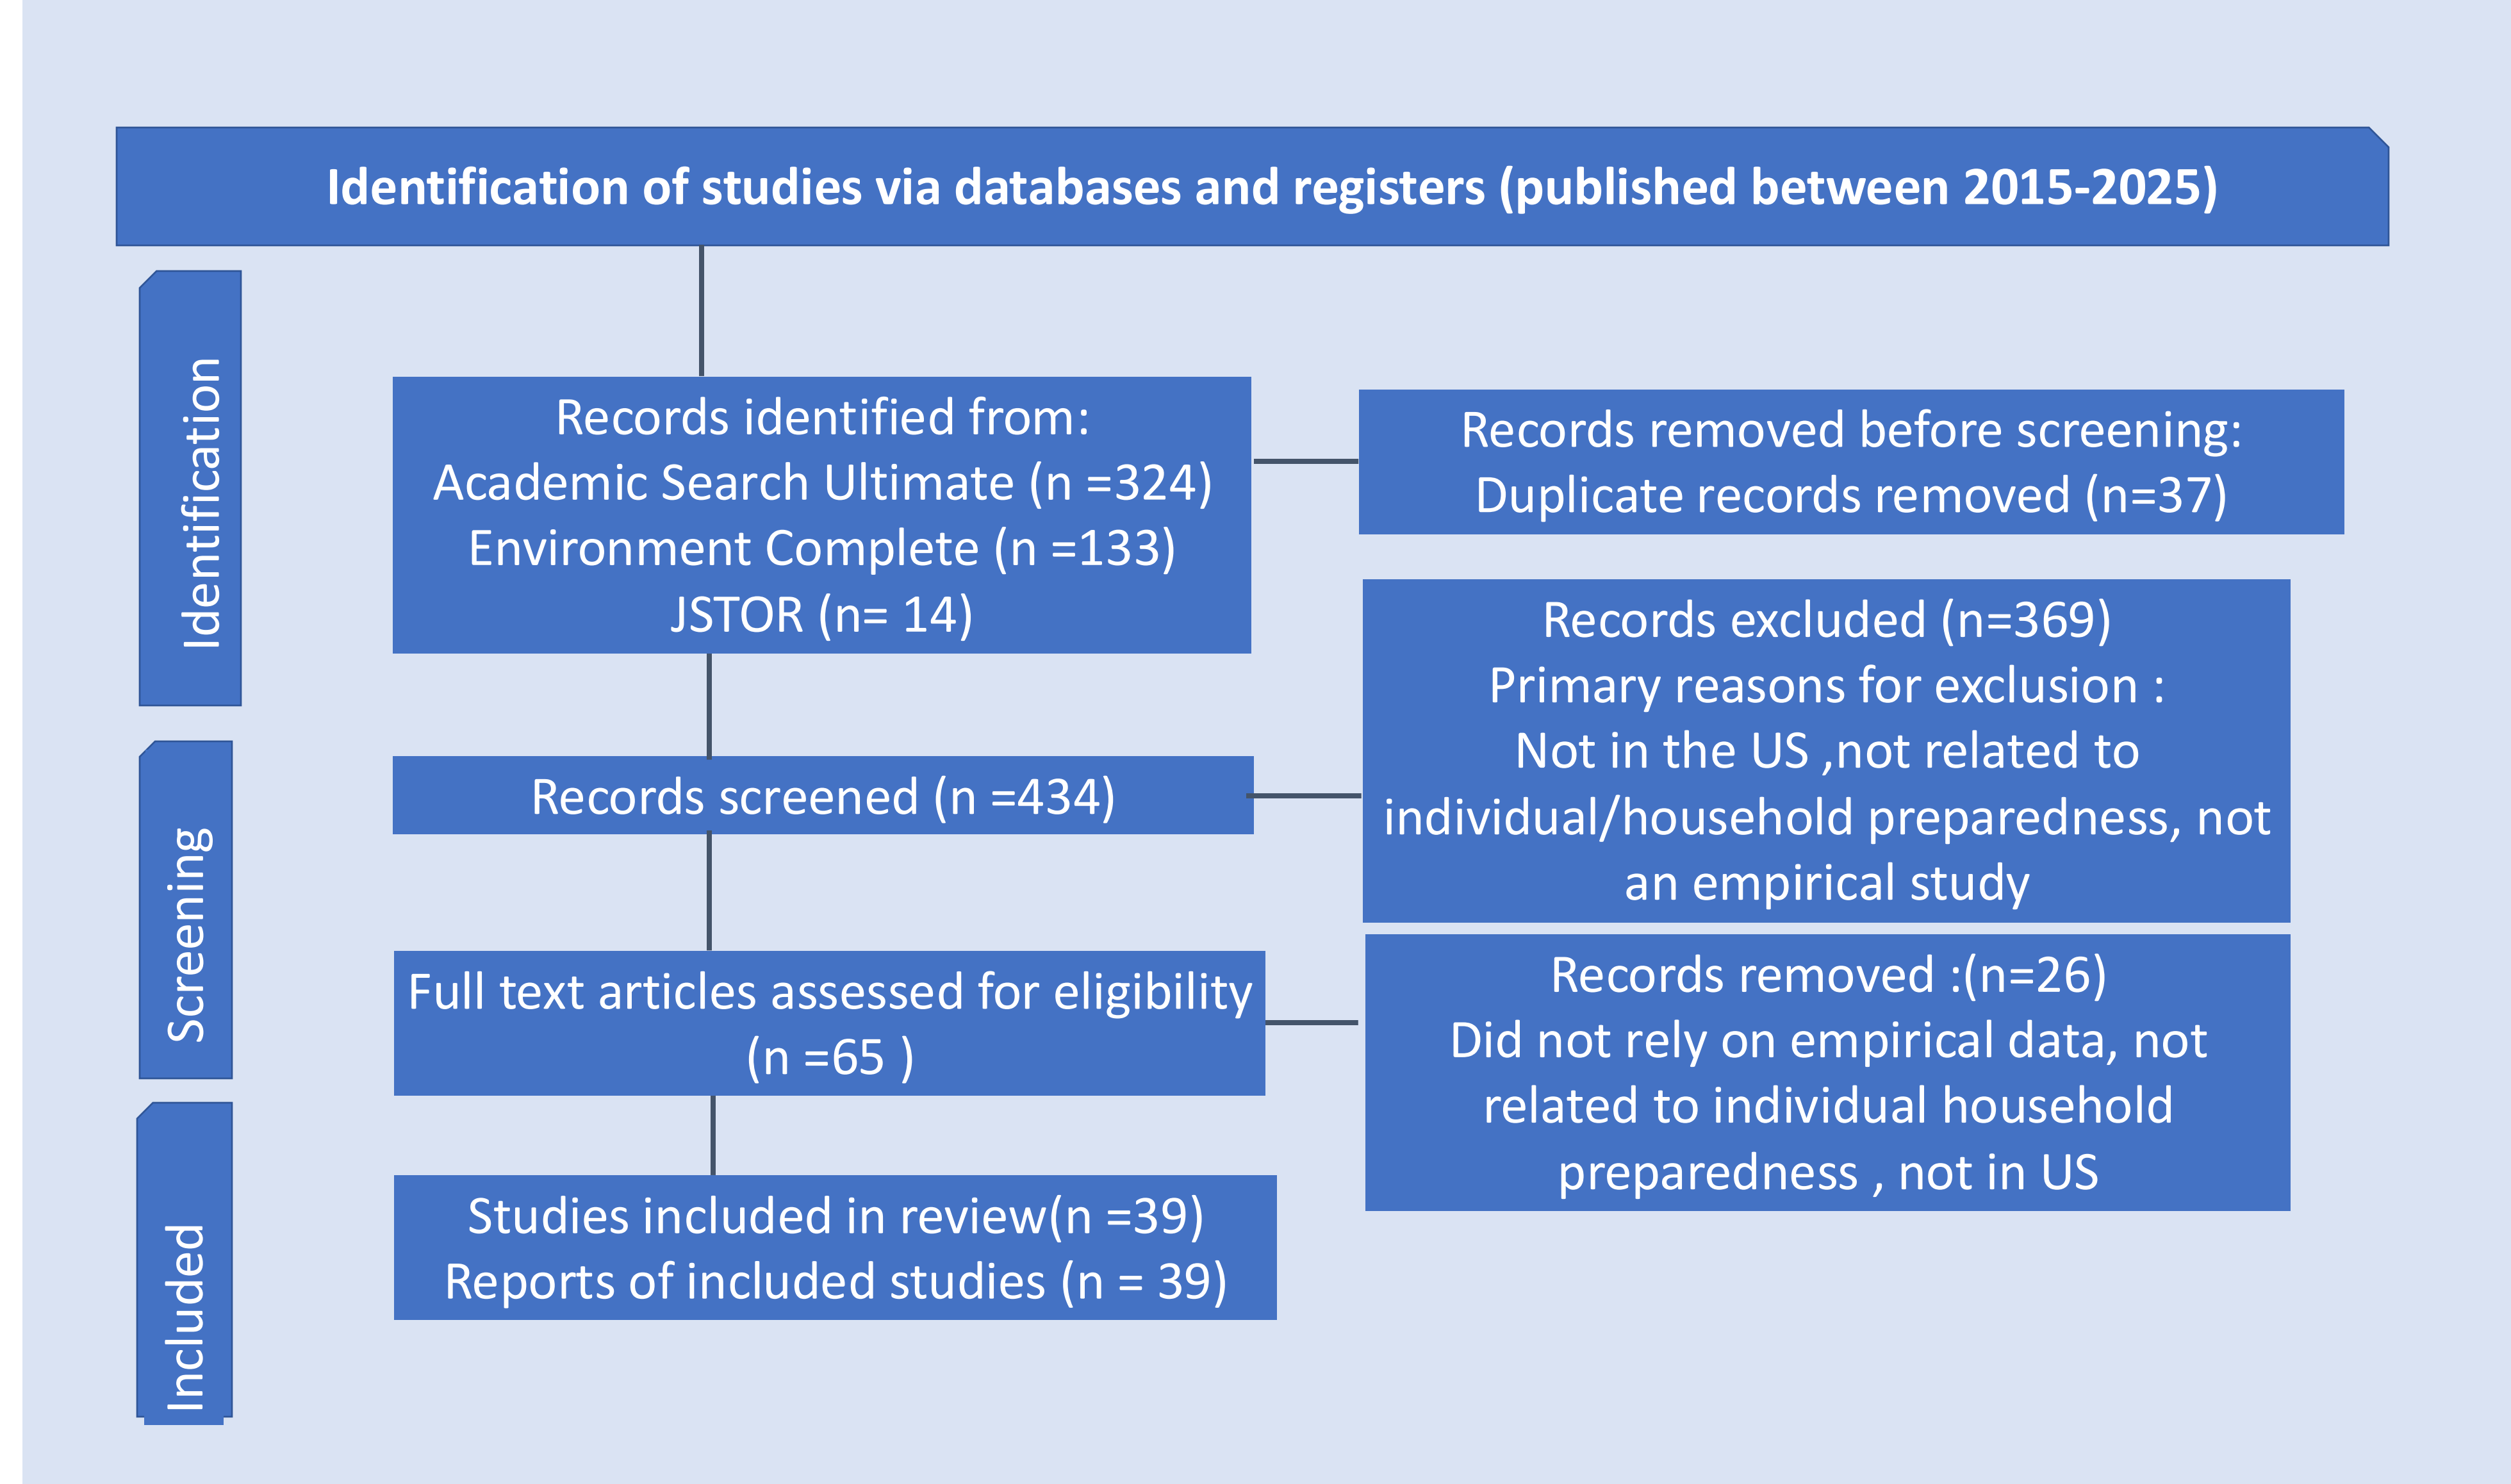 Identification of studies via databases and registers (published between 2015-2025)
Identification
Records identified from:
Academic Search Ultimate (n =324)
Environment Complete (n =133)
JSTOR (n= 14)
Records removed before screening:
Duplicate records removed (n=37)
Screening
Records screened (n =434)
Records excluded (n=369)
Primary reasons for exclusion :
Not in the US ,not related to
individual/household preparedness, not
an empirical study
Full text articles assessed for eligibility
(n =65 )
Records removed :(n=26)
Did not rely on empirical data, not
related to individual household
preparedness , not in US
Included
Studies included in review(n =39)
Reports of included studies (n = 39)